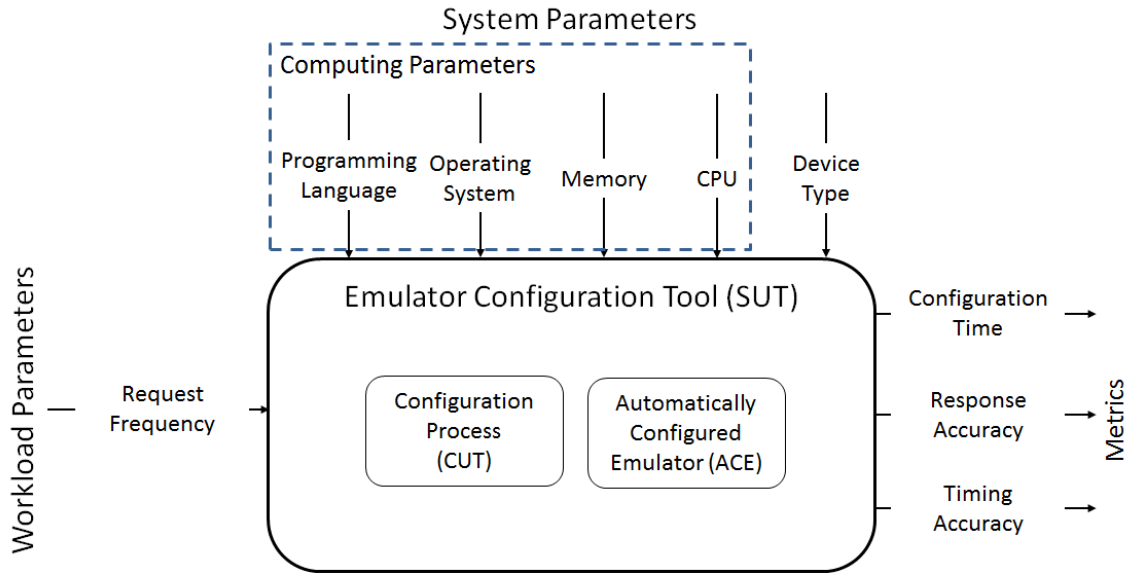 System Parameters
Computing Parameters
Programming
Language
Operating
System
Memory
CPU
Device
Type
Workload Parameters
Request
Frequency
Emulator Configuration Tool (SUT)
Configuration
Process
(CUT)
Automatically
Configured
Emulator (ACE)
Configuration
Time
Response
Accuracy
Timing
Accuracy
Metrics